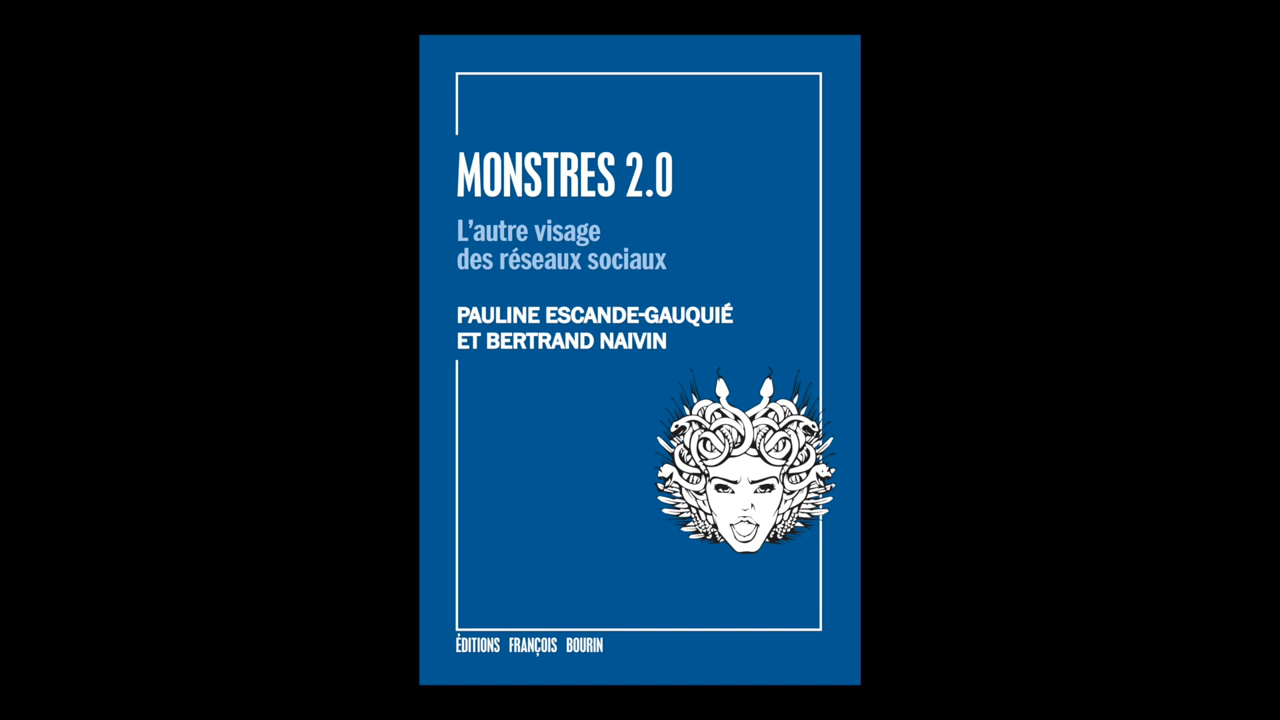 MONSTRES 2.0
L'autre visage
des réseaux sociaux
PAULINE ESCANDE-GAUQUIÉ
ET BERTRAND NAIVIN
ÉDITIONS FRANÇOIS BOURIN